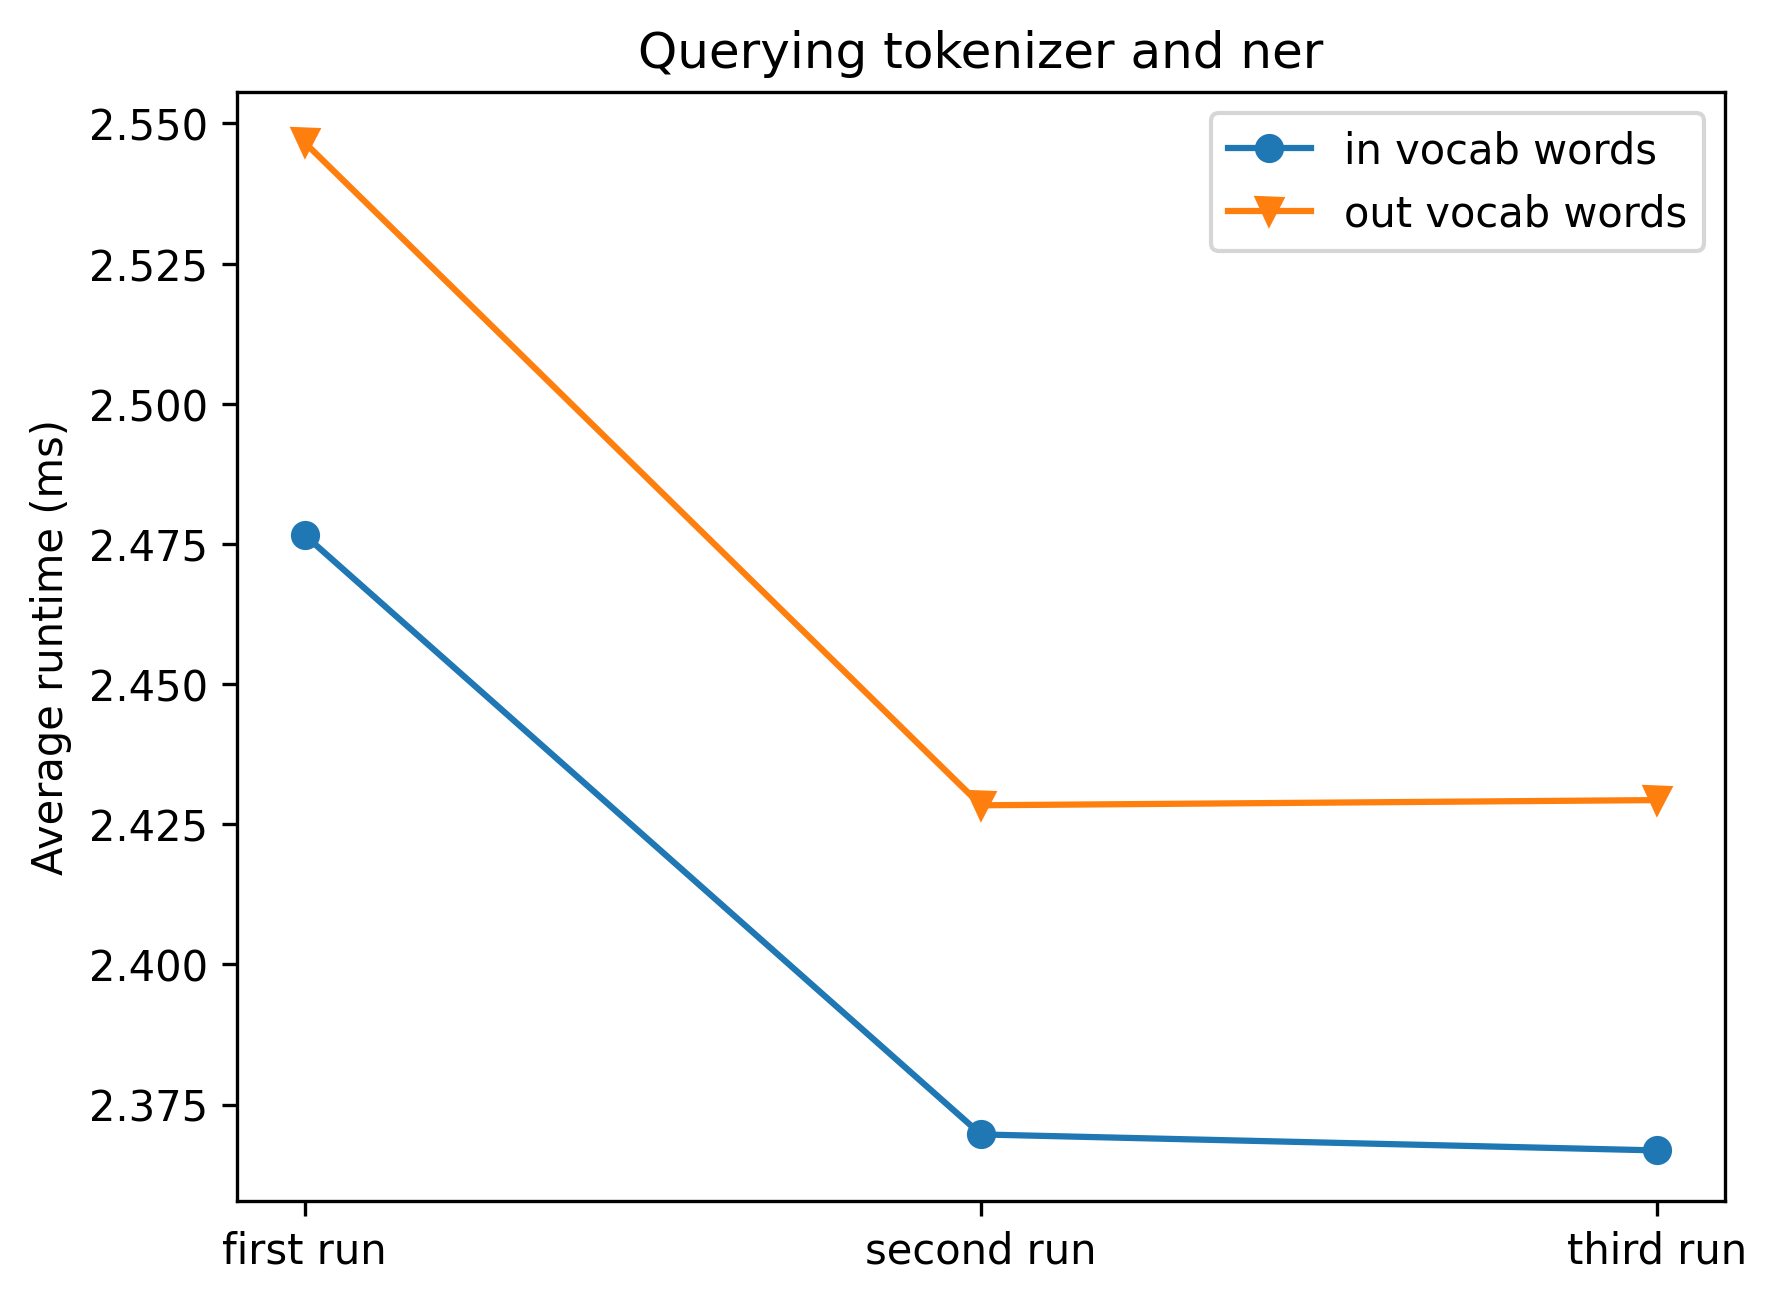 Querying tokenizer and ner
in vocab words
out vocab words
Average runtime (ms)
2.550
2.525
2.500
2.475
2.450
2.425
2.400
2.375
first run
second run
third run